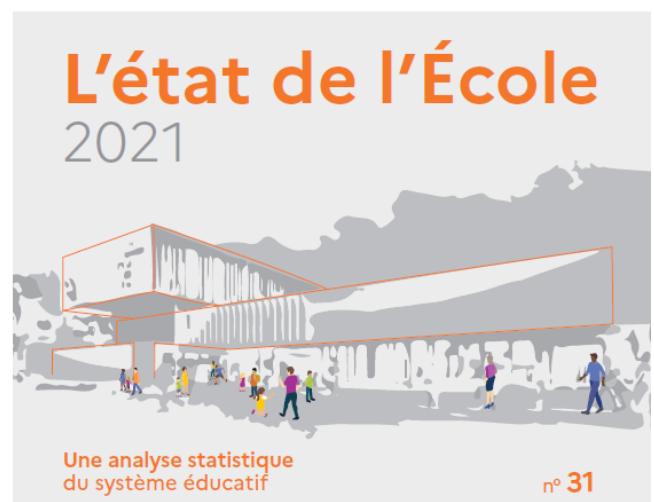 L’état de l’École
2021
Une analyse statistique
du système éducatif
nº 31